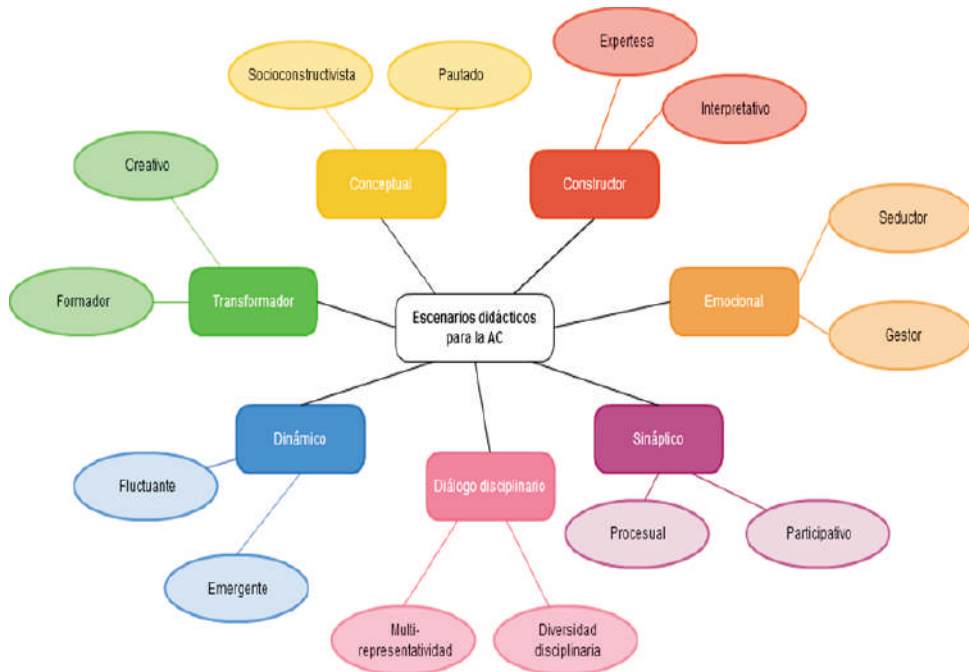 Expertesa
Socioconstructivista
Pautado
Interpretativo
Creativo
Conceptual
Constructor
Seductor
Formador
Transformador
Escenarios didácticos
para la AC
Emocional
Gestor
Dinámico
Sináptico
Fluctuante
Diálogo disciplinario
Procesual
Participativo
Emergente
Multi-
representatividad
Diversidad
disciplinaria